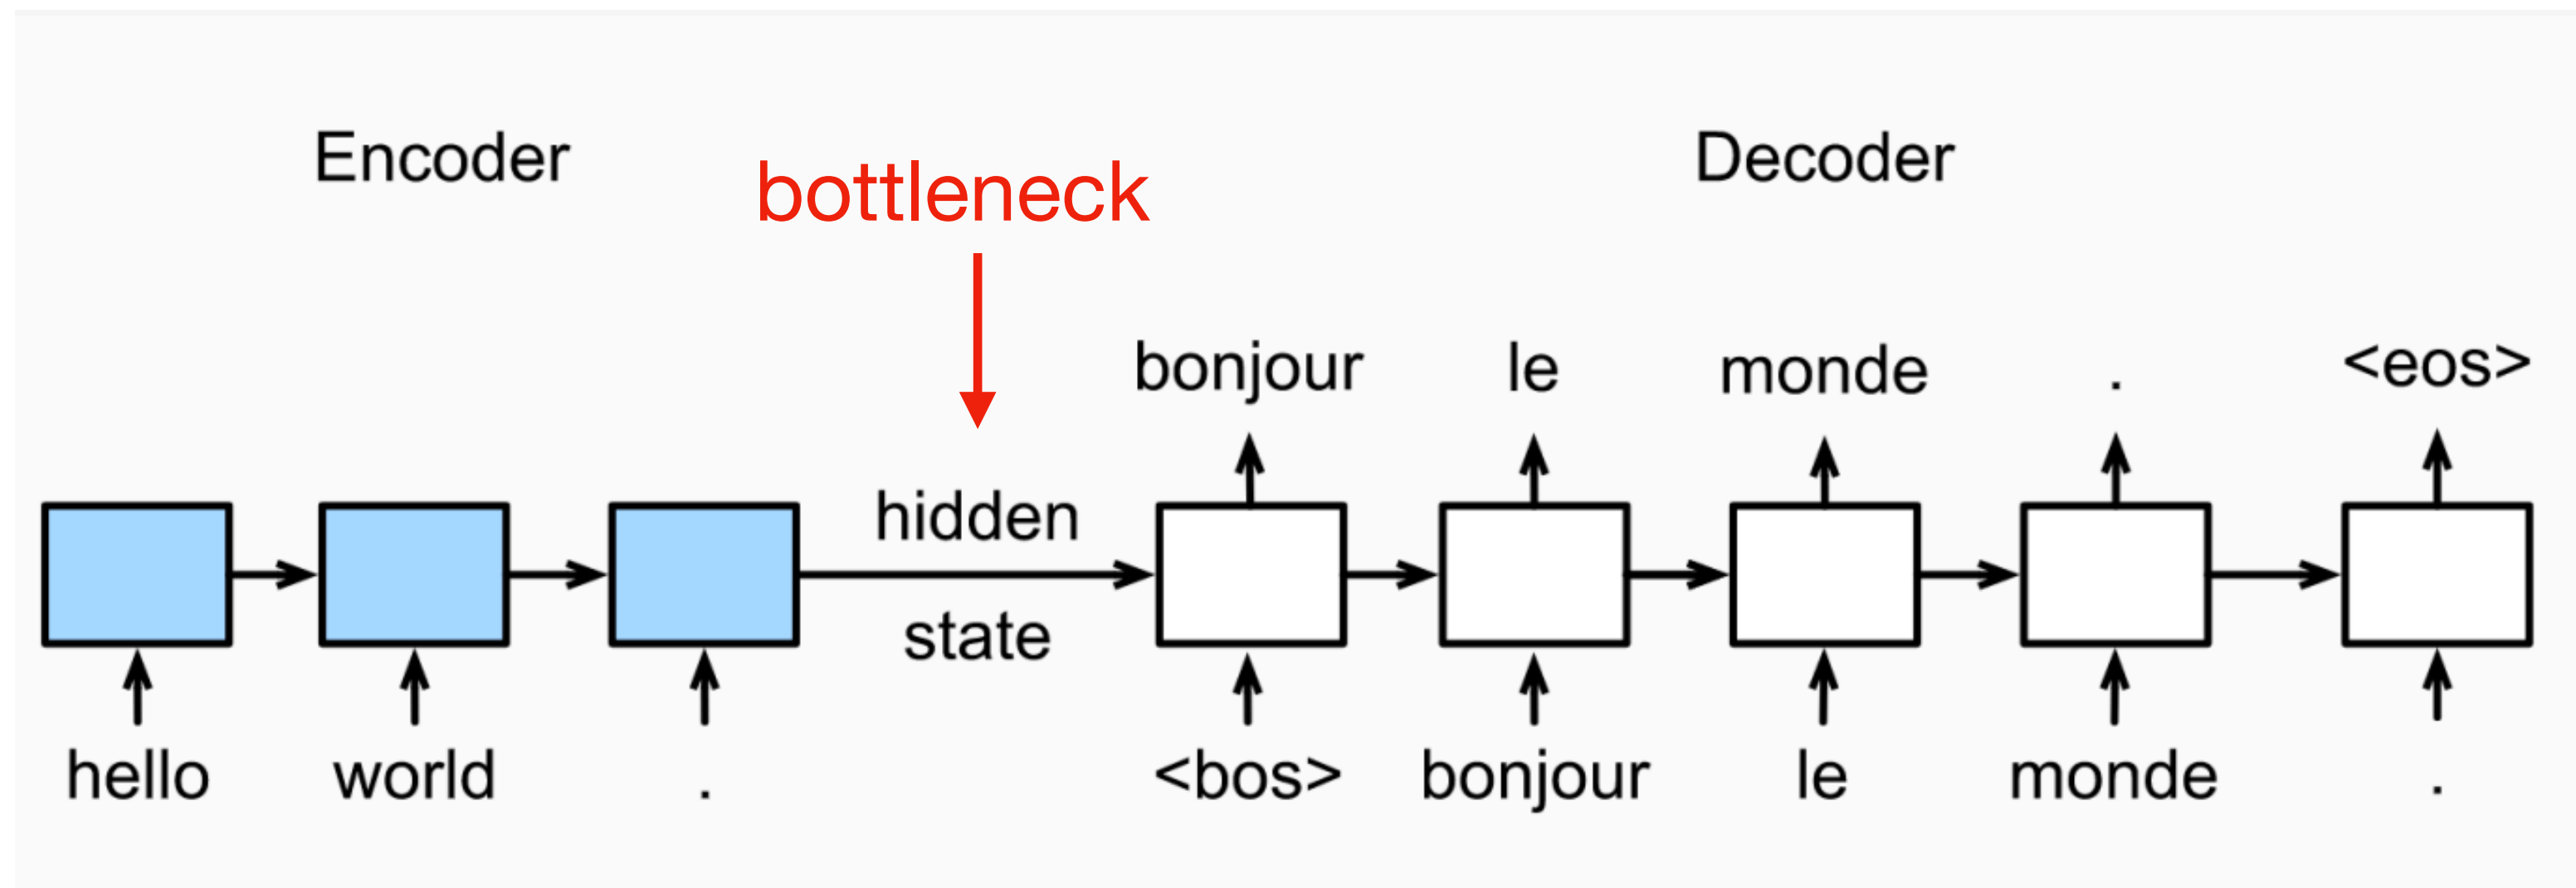 Encoder
Decoder
bottleneck
bonjour le monde . <eos>
hidden
state
hello world . <bos> bonjour le monde .